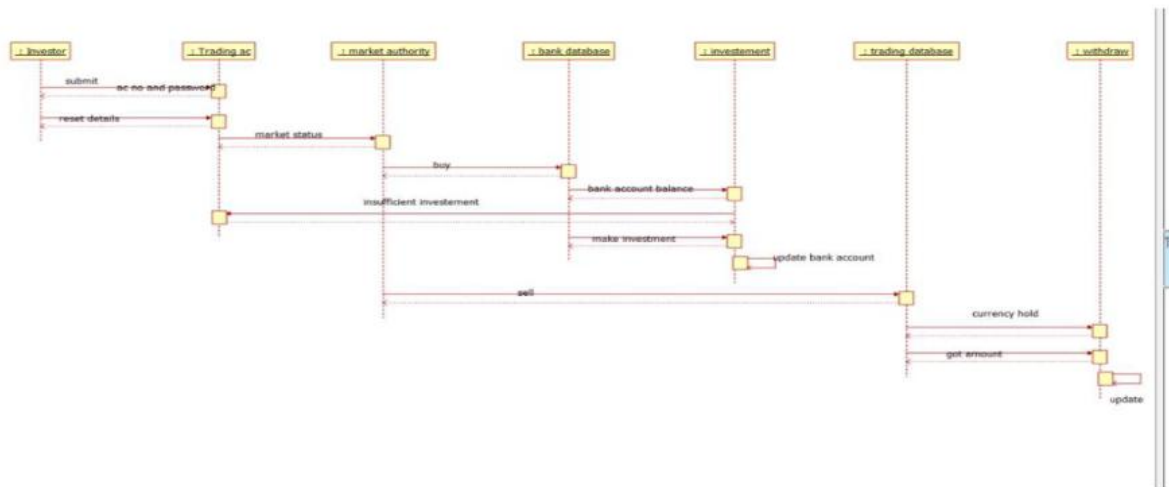 : Investor
: Trading ac
: market authority
: bank database
: investement
: trading database
: withdraw
submit
ac no and password
reset details
market status
buy
bank account balance
insufficient investement
make investment
update bank account
sell
currency hold
got amount
update